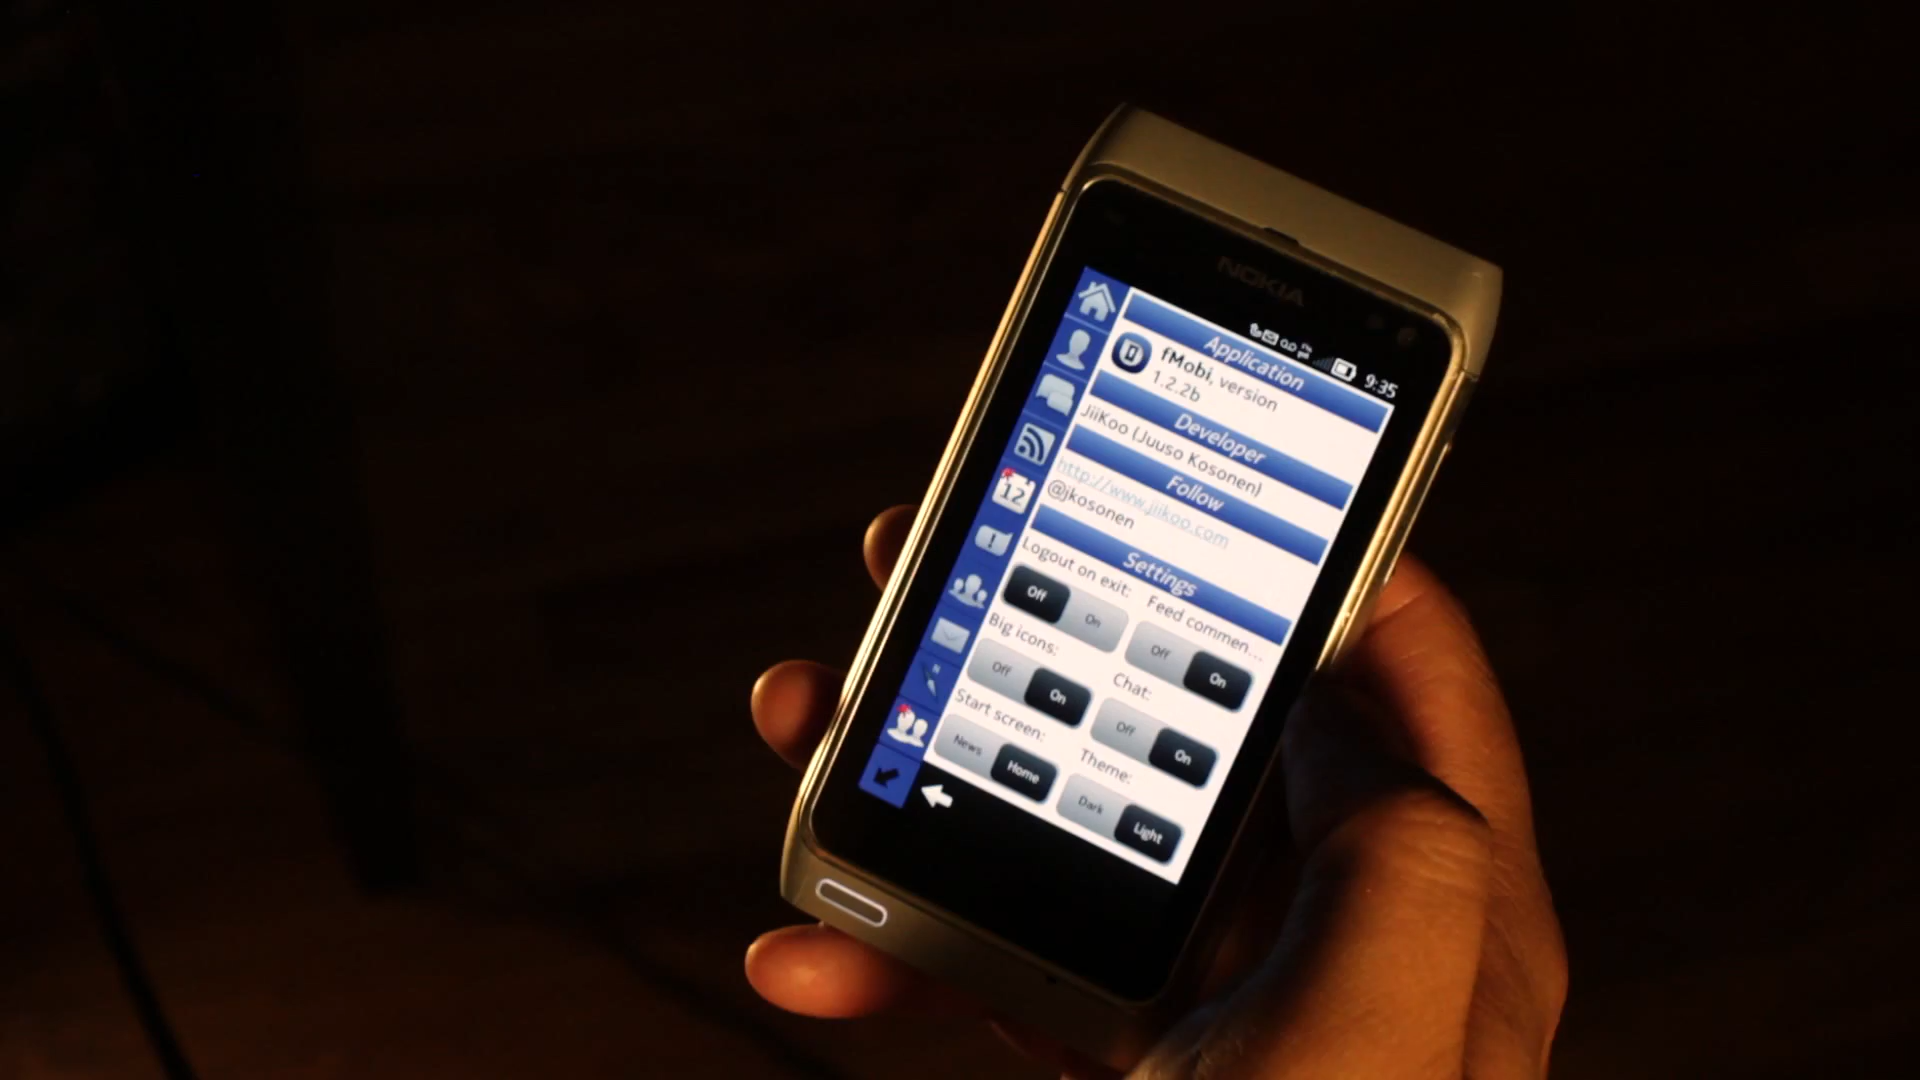 NOKIA
9:35
Application
fMobi, version
1.2.2b
Developer
JiiKoo (Juuso Kosonen)
Follow
http://www.jiikoo.com
@jkosonen
Settings
Logout on exit:
Off On
Feed commen...
Off On
Big icons:
Off On
Chat:
Off On
Start screen:
News Home
Theme:
Dark Light
12
!
N